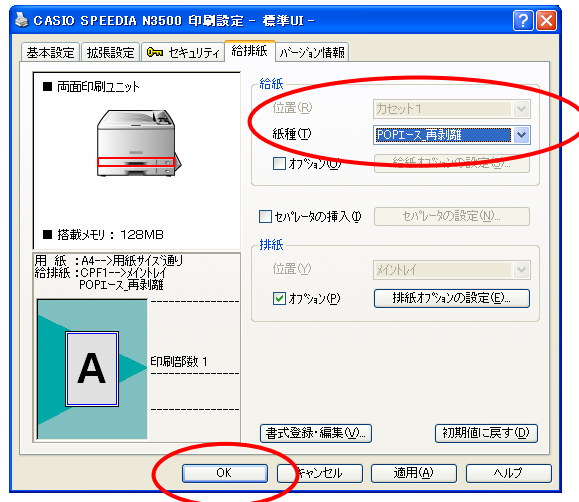 CASIO SPEEDIA N3500 印刷設定 - 標準UI -
基本設定 拡張設定 セキュリティ 給排紙 バージョン情報
■ 両面印刷ユニット
■ 搭載メモリ：128MB
用 紙 ：A4-->用紙サイズ通り
給排紙：CPF1-->メイントレイ
POPエース_再剥離
A
印刷部数 1
給紙
位置(R) カセット1
紙種(T) POPエース_再剥離
オプション(O) 給紙オプションの設定(L)...
セパレータの挿入(I) セパレータの設定(N)...
排紙
位置(Y) メイントレイ
オプション(P) 排紙オプションの設定(E)...
書式登録・編集(V)... 初期値に戻す(D)
OK キャンセル 適用(A) ヘルプ